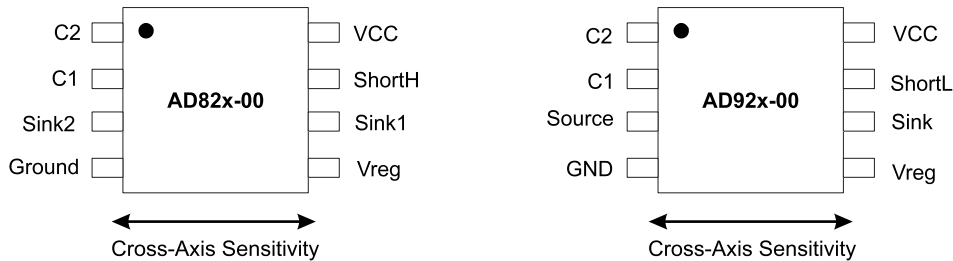 C2
C1
Sink2
Ground
AD82x-00
VCC
ShortH
Sink1
Vreg
Cross-Axis Sensitivity
C2
C1
Source
GND
AD92x-00
VCC
ShortL
Sink
Vreg
Cross-Axis Sensitivity